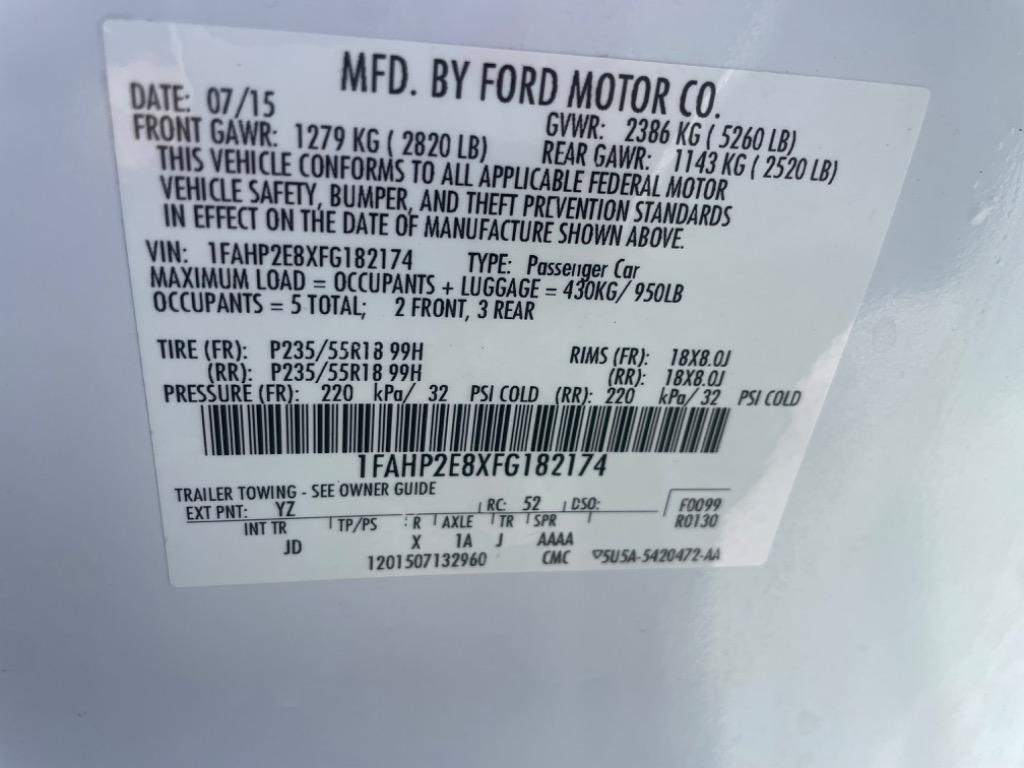 MFD. BY FORD MOTOR CO.
DATE: 07/15 GVWR: 2386 KG ( 5260 LB)
FRONT GAWR: 1279 KG ( 2820 LB) REAR GAWR: 1143 KG ( 2520 LB)
THIS VEHICLE CONFORMS TO ALL APPLICABLE FEDERAL MOTOR
VEHICLE SAFETY, BUMPER, AND THEFT PREVENTION STANDARDS
IN EFFECT ON THE DATE OF MANUFACTURE SHOWN ABOVE.
VIN: 1FAHP2E8XFG182174 TYPE: Passenger Car
MAXIMUM LOAD = OCCUPANTS + LUGGAGE = 430KG/ 950LB
OCCUPANTS = 5 TOTAL; 2 FRONT, 3 REAR
TIRE (FR): P235/55R18 99H RIMS (FR): 18X8.0J
(RR): P235/55R18 99H (RR): 18X8.0J
PRESSURE (FR): 220 kPa/ 32 PSI COLD (RR): 220 kPa/ 32 PSI COLD
1FAHP2E8XFG182174
TRAILER TOWING - SEE OWNER GUIDE
EXT PNT: YZ RC: 52 DSO: F0099
INT TR TP/PS R AXLE TR SPR R0130
JD X 1A J AAAA
1201507132960 CMC ▽5U5A-5420472-AA